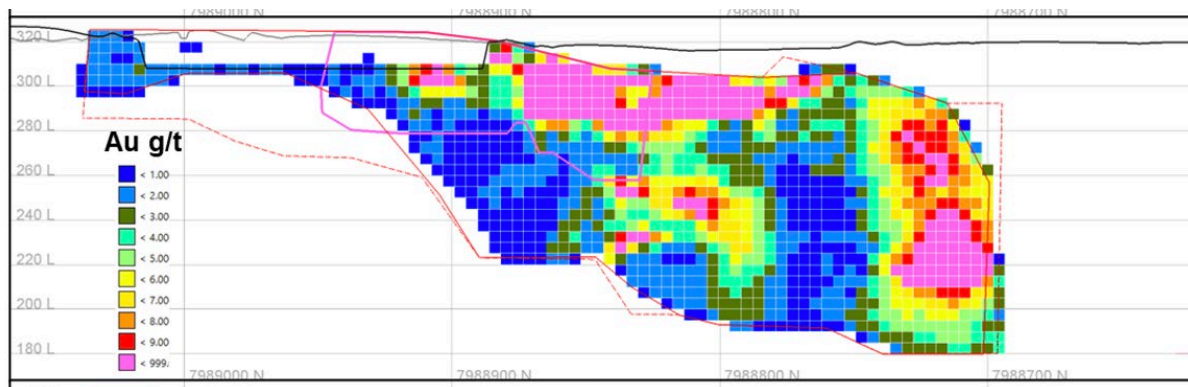 7989000 N 7988900 N 7988800 N 7988700 N
320 L
300 L
280 L
Au g/t
260 L
< 1.00
< 2.00
240 L
< 3.00
< 4.00
220 L
< 5.00
< 6.00
200 L
< 7.00
< 8.00
< 9.00
180 L
< 999.
7989000 N 7988900 N 7988800 N 7988700 N